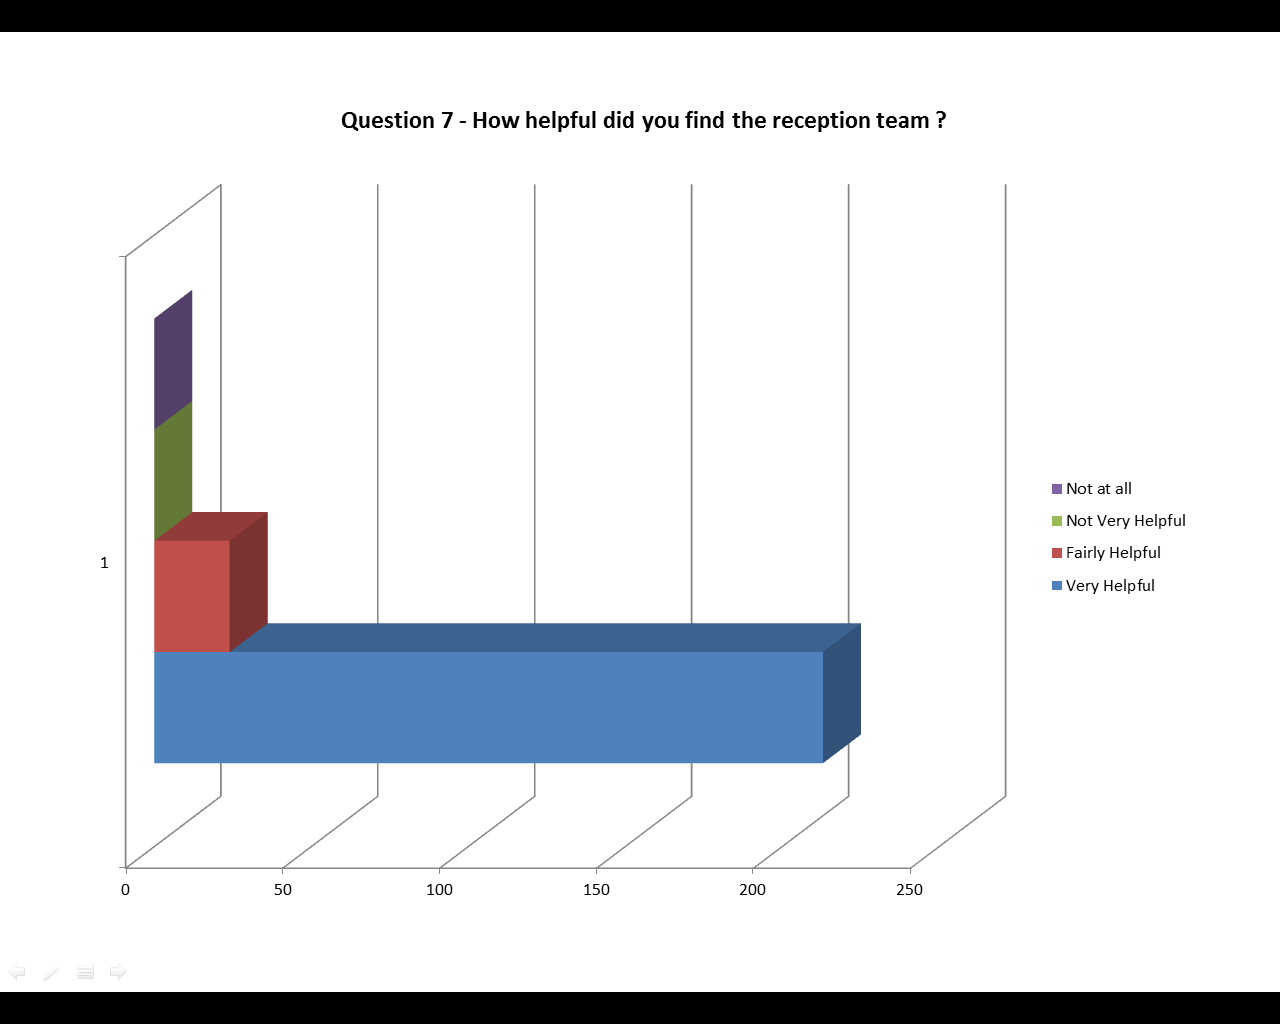 Question 7 - How helpful did you find the reception team ?
Not at all
Not Very Helpful
Fairly Helpful
Very Helpful
1
0 50 100 150 200 250